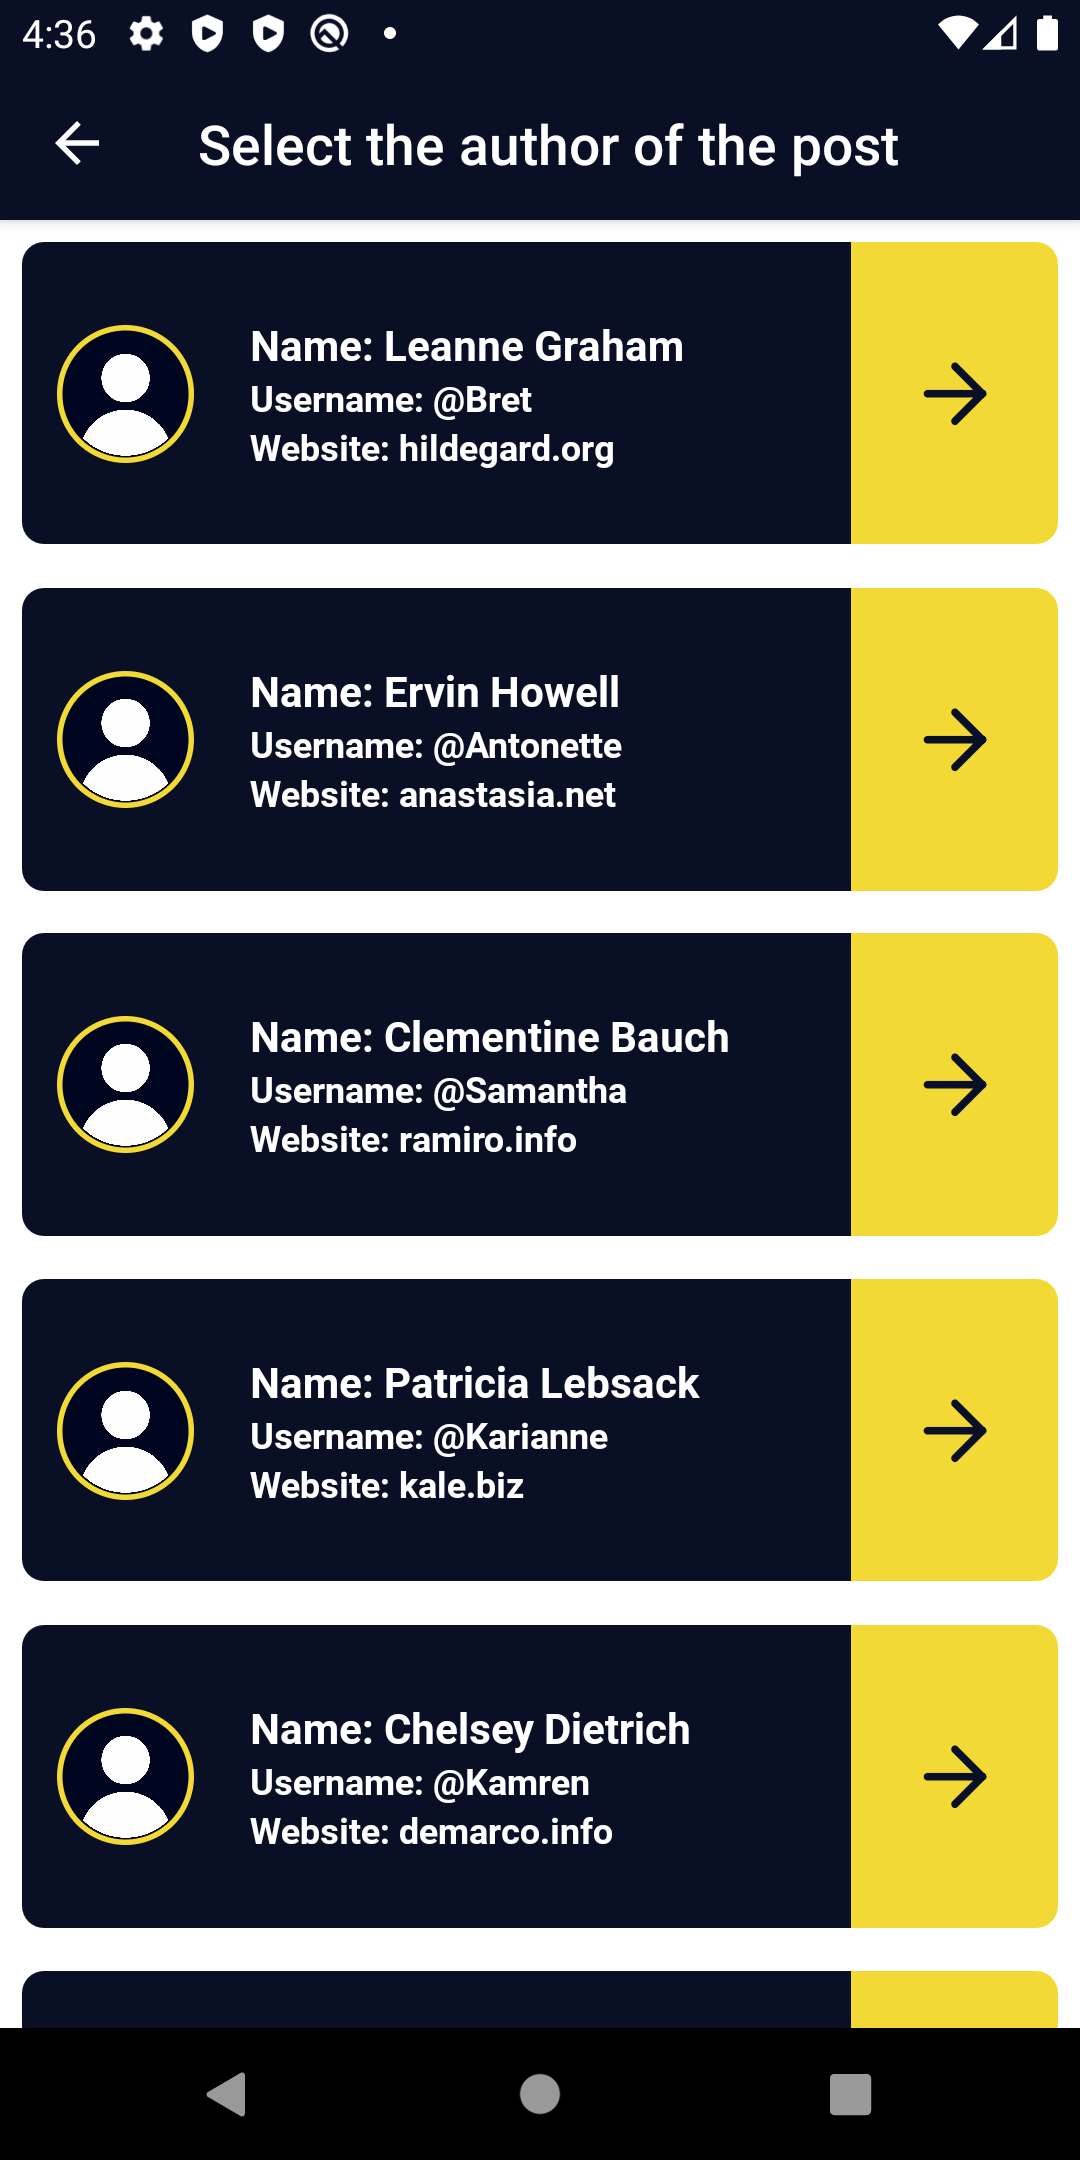 4:36
Select the author of the post
Name: Leanne Graham
Username: @Bret
Website: hildegard.org
Name: Ervin Howell
Username: @Antonette
Website: anastasia.net
Name: Clementine Bauch
Username: @Samantha
Website: ramiro.info
Name: Patricia Lebsack
Username: @Karianne
Website: kale.biz
Name: Chelsey Dietrich
Username: @Kamren
Website: demarco.info